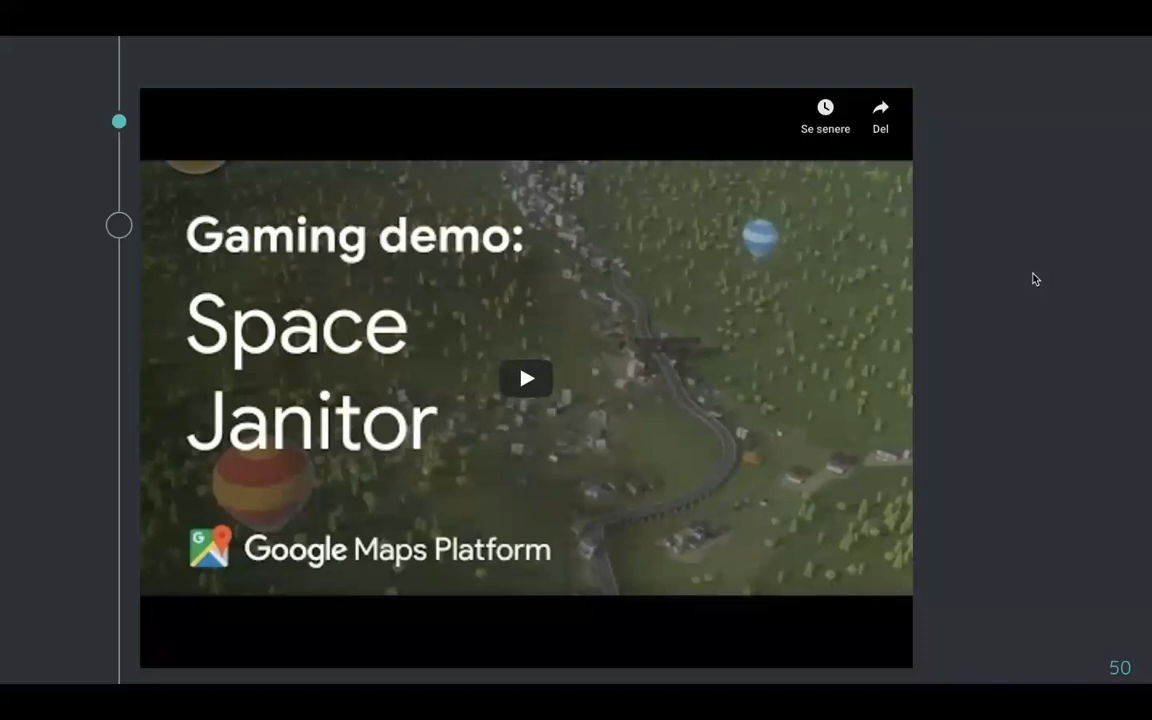 Se senere
Del
Gaming demo:
Space
Janitor
G
Google Maps Platform
50